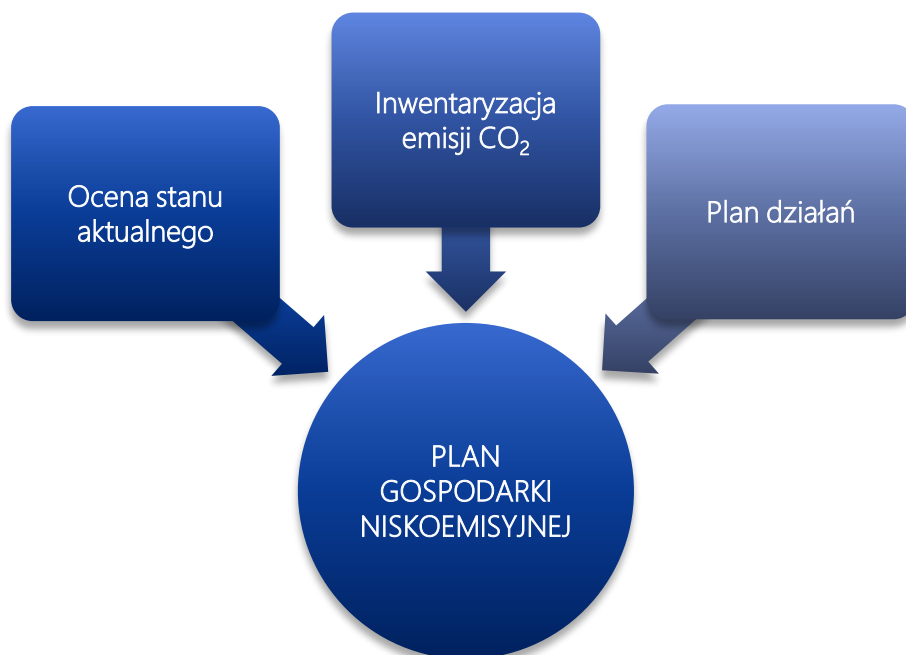 Ocena stanu
aktualnego
Inwentaryzacja
emisji CO₂
Plan działań
PLAN
GOSPODARKI
NISKOEMISYJNEJ